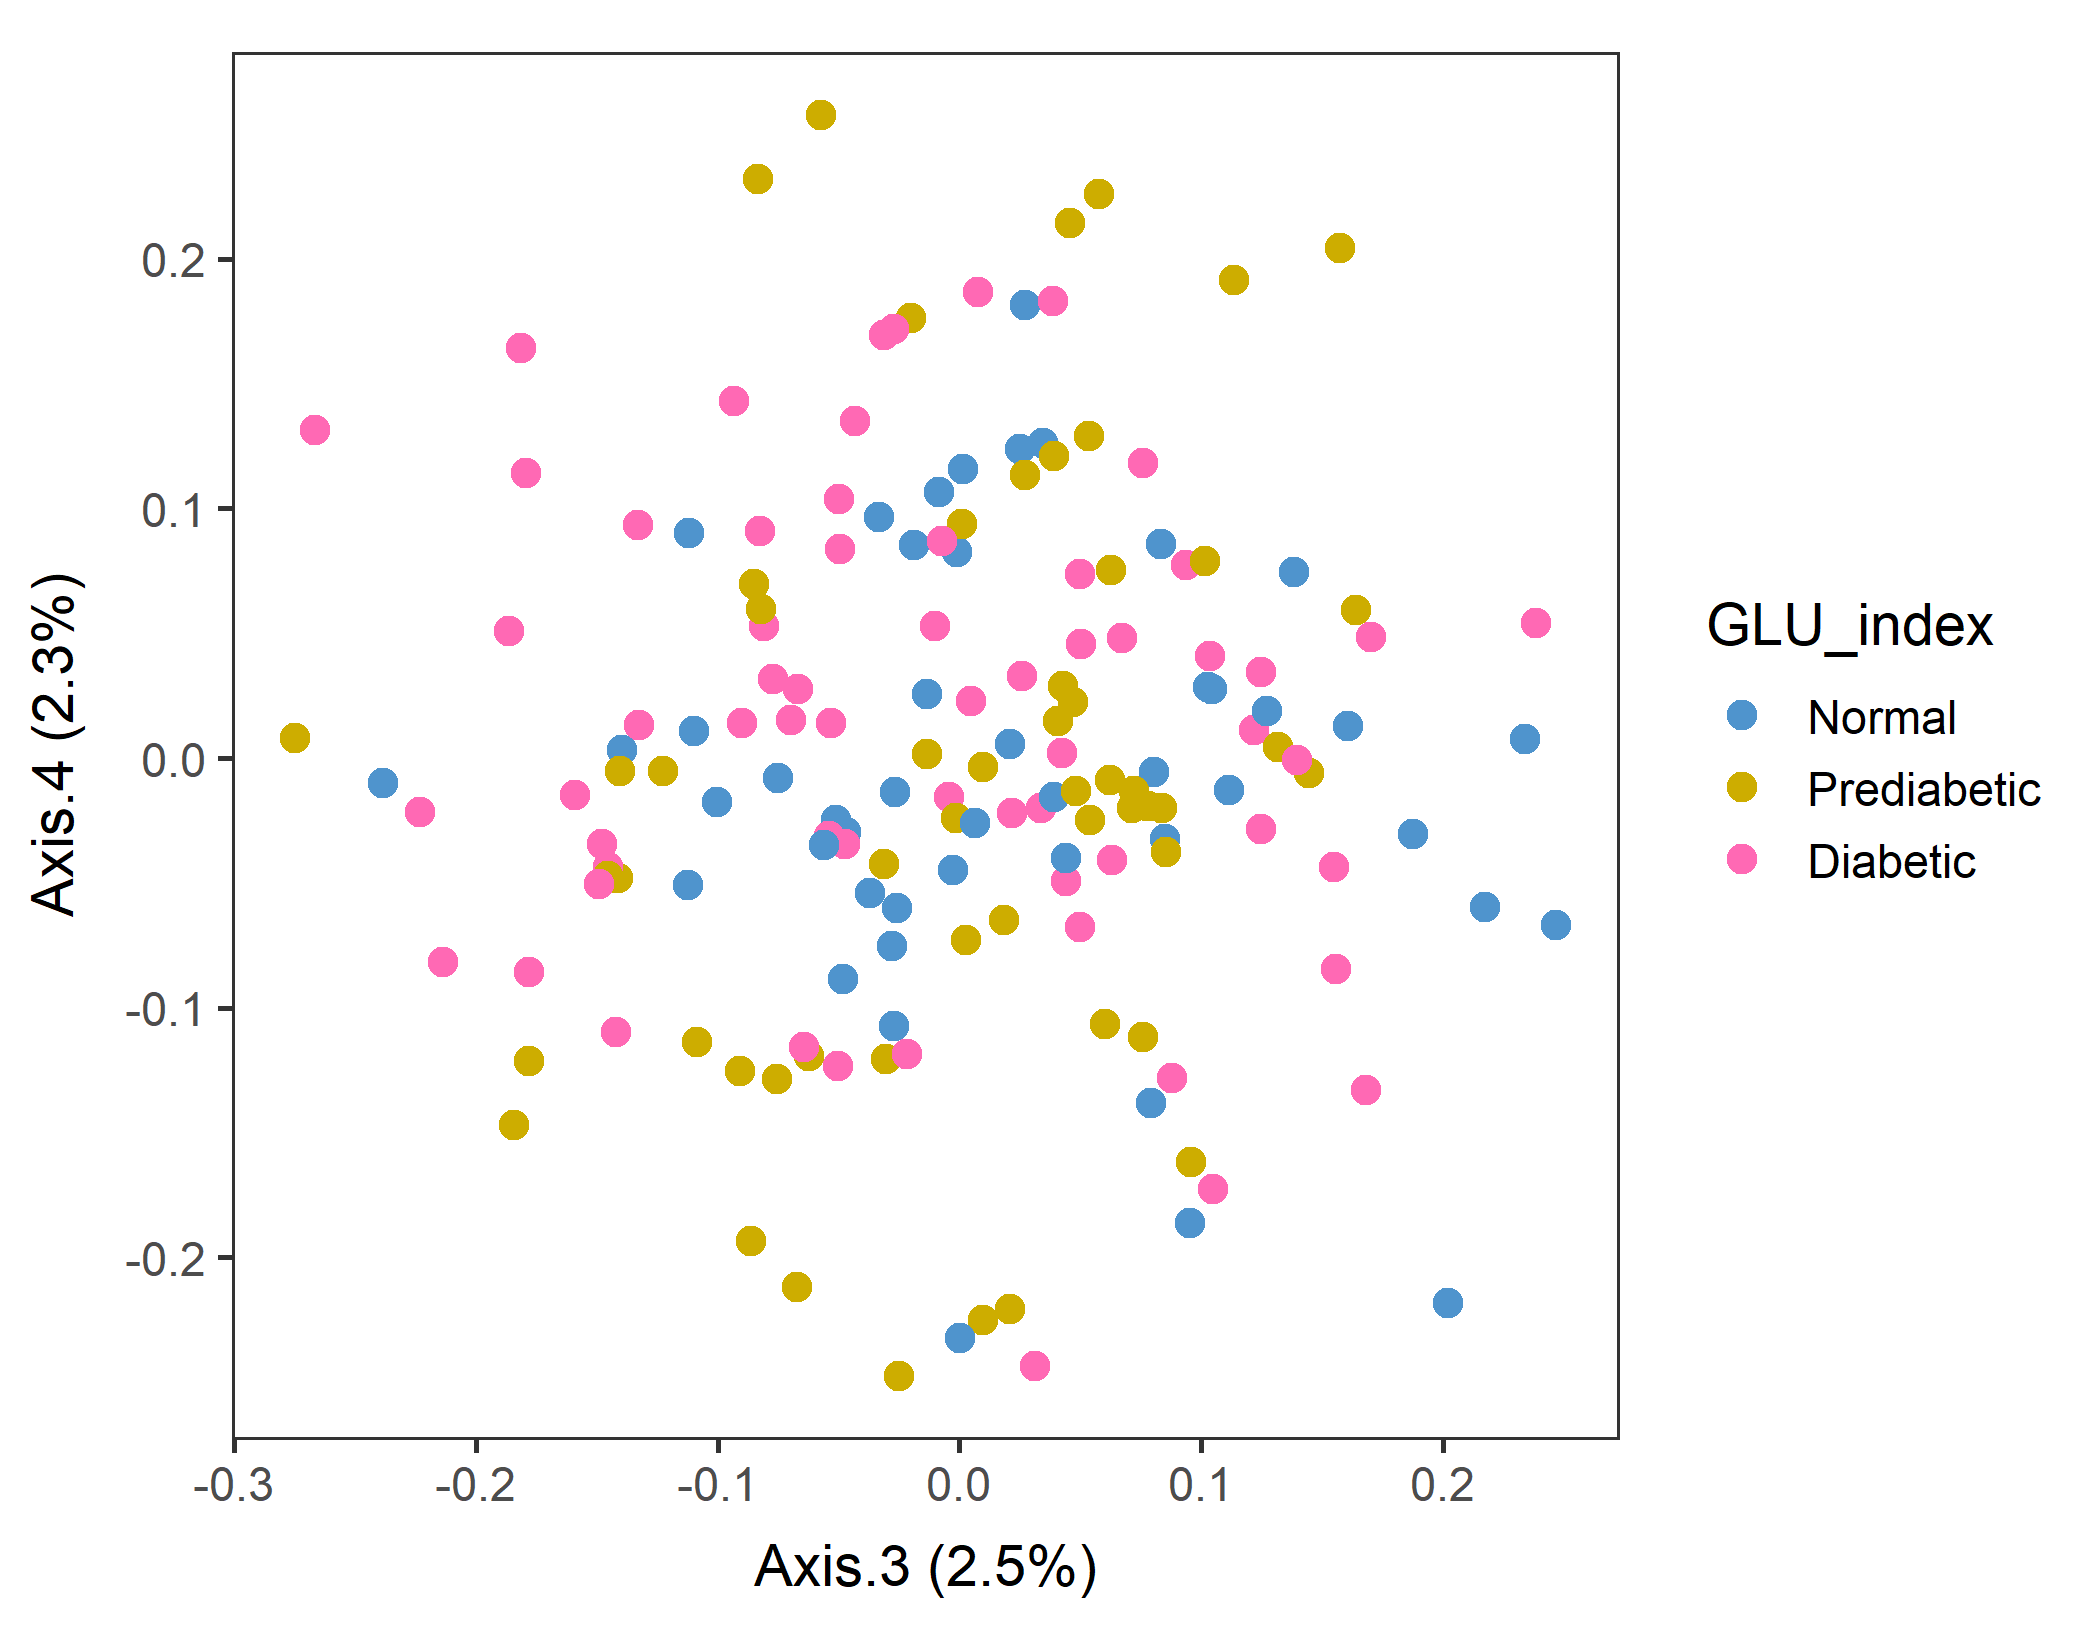 0.2
0.1
0.0
-0.1
-0.2
Axis.4 (2.3%)
-0.3 -0.2 -0.1 0.0 0.1 0.2
Axis.3 (2.5%)
GLU_index
Normal
Prediabetic
Diabetic